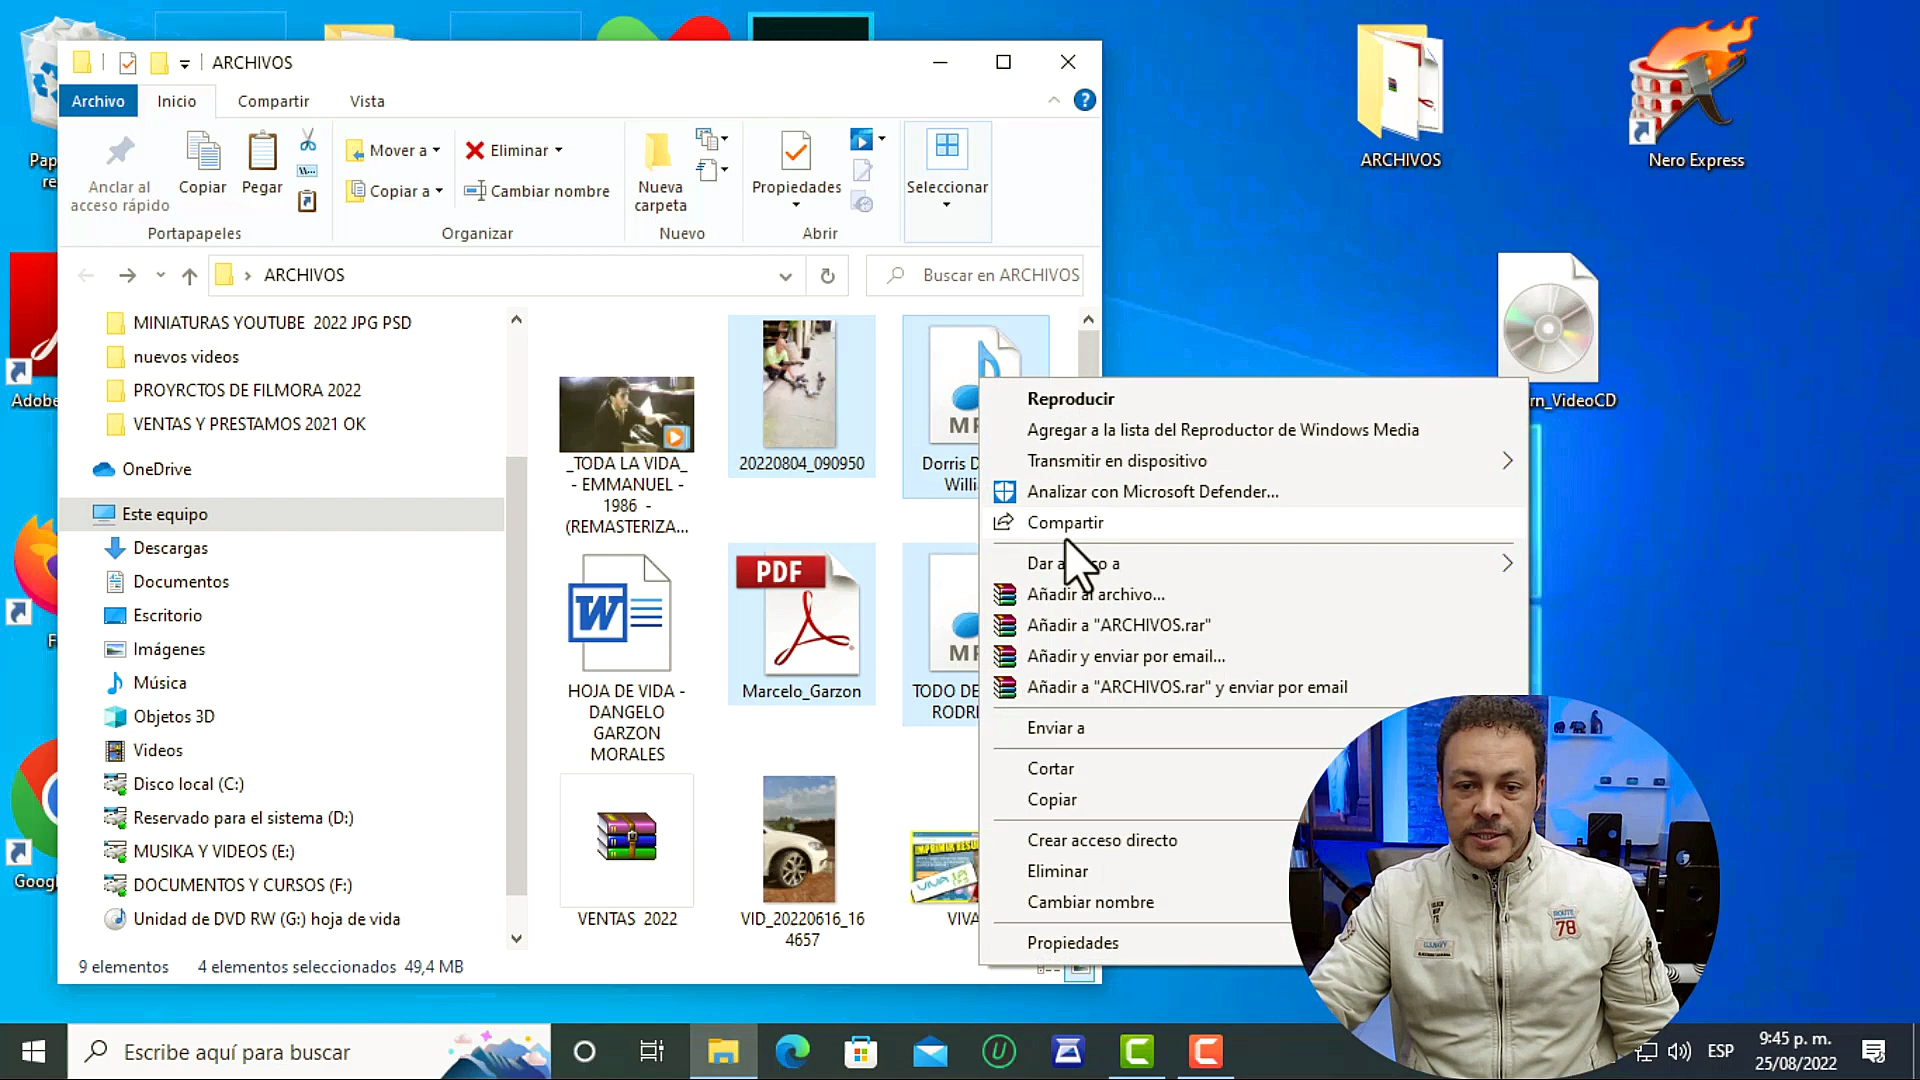 ARCHIVOS
Archivo
Inicio
Compartir
Vista
Anclar al
acceso rápido
Copiar
Pegar
Portapapeles
Mover a
Copiar a
Eliminar
Cambiar nombre
Organizar
Nueva
carpeta
Nuevo
Propiedades
Abrir
Seleccionar
ARCHIVOS
Buscar en ARCHIVOS
MINIATURAS YOUTUBE 2022 JPG PSD
nuevos videos
PROYRCTOS DE FILMORA 2022
VENTAS Y PRESTAMOS 2021 OK
OneDrive
Este equipo
Descargas
Documentos
Escritorio
Imágenes
Música
Objetos 3D
Videos
Disco local (C:)
Reservado para el sistema (D:)
MUSIKA Y VIDEOS (E:)
DOCUMENTOS Y CURSOS (F:)
Unidad de DVD RW (G:) hoja de vida
_TODA LA VIDA_
- EMMANUEL -
1986 -
(REMASTERIZA...
20220804_090950
Dorris D
Willi
HOJA DE VIDA -
DANGELO
GARZON
MORALES
PDF
Marcelo_Garzon
TODO DE
RODRI
VENTAS 2022
VID_20220616_16
4657
VIVA
9 elementos
4 elementos seleccionados 49,4 MB
Reproducir
Agregar a la lista del Reproductor de Windows Media
Transmitir en dispositivo
Analizar con Microsoft Defender...
Compartir
Dar a o a
Añadir al archivo...
Añadir a "ARCHIVOS.rar"
Añadir y enviar por email...
Añadir a "ARCHIVOS.rar" y enviar por email
Enviar a
Cortar
Copiar
Crear acceso directo
Eliminar
Cambiar nombre
Propiedades
ARCHIVOS
Nero Express
rn_VideoCD
Pap
re
Adobe
F
Goog
ROUTE
78
Escribe aquí para buscar
ESP
9:45 p. m.
25/08/2022